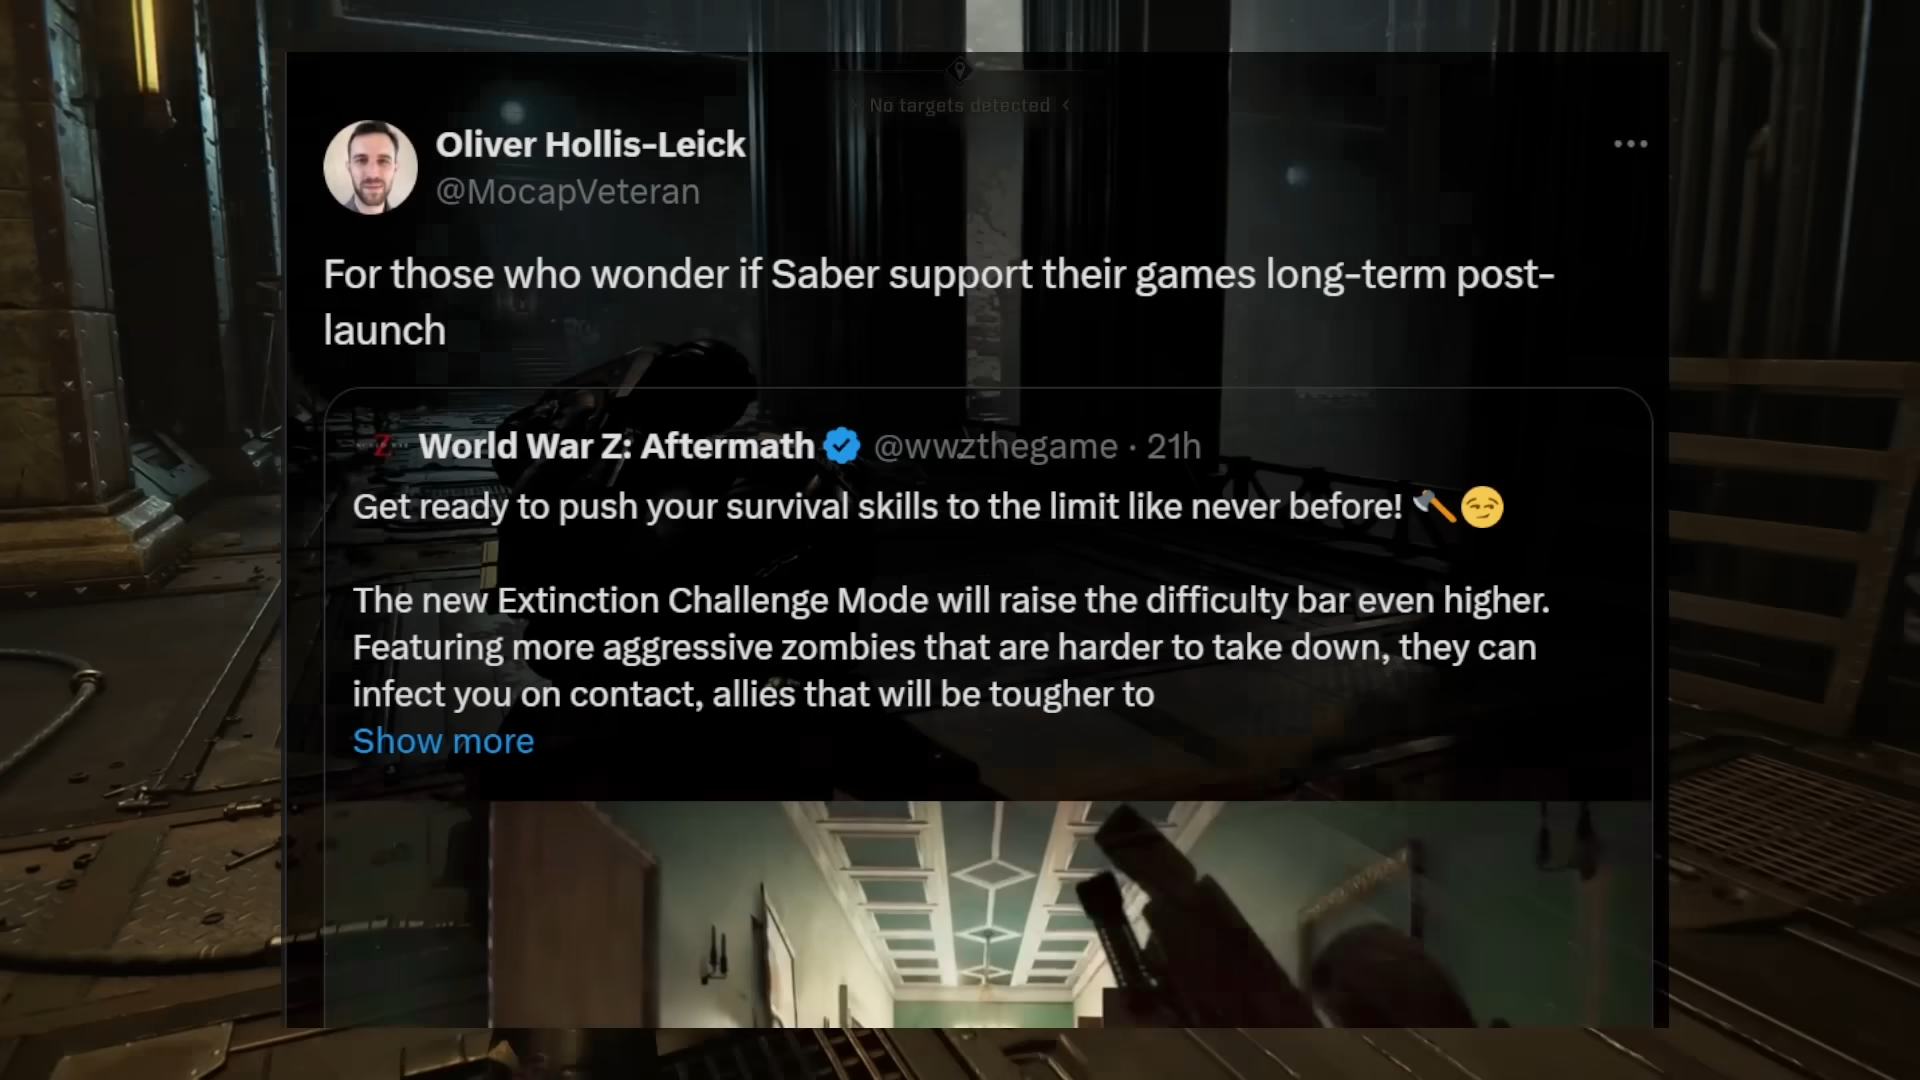 No targets detected
Oliver Hollis-Leick
@MocapVeteran
For those who wonder if Saber support their games long-term post-
launch
World War Z: Aftermath @wwzthegame · 21h
Get ready to push your survival skills to the limit like never before! 🪓😏
The new Extinction Challenge Mode will raise the difficulty bar even higher.
Featuring more aggressive zombies that are harder to take down, they can
infect you on contact, allies that will be tougher to
Show more